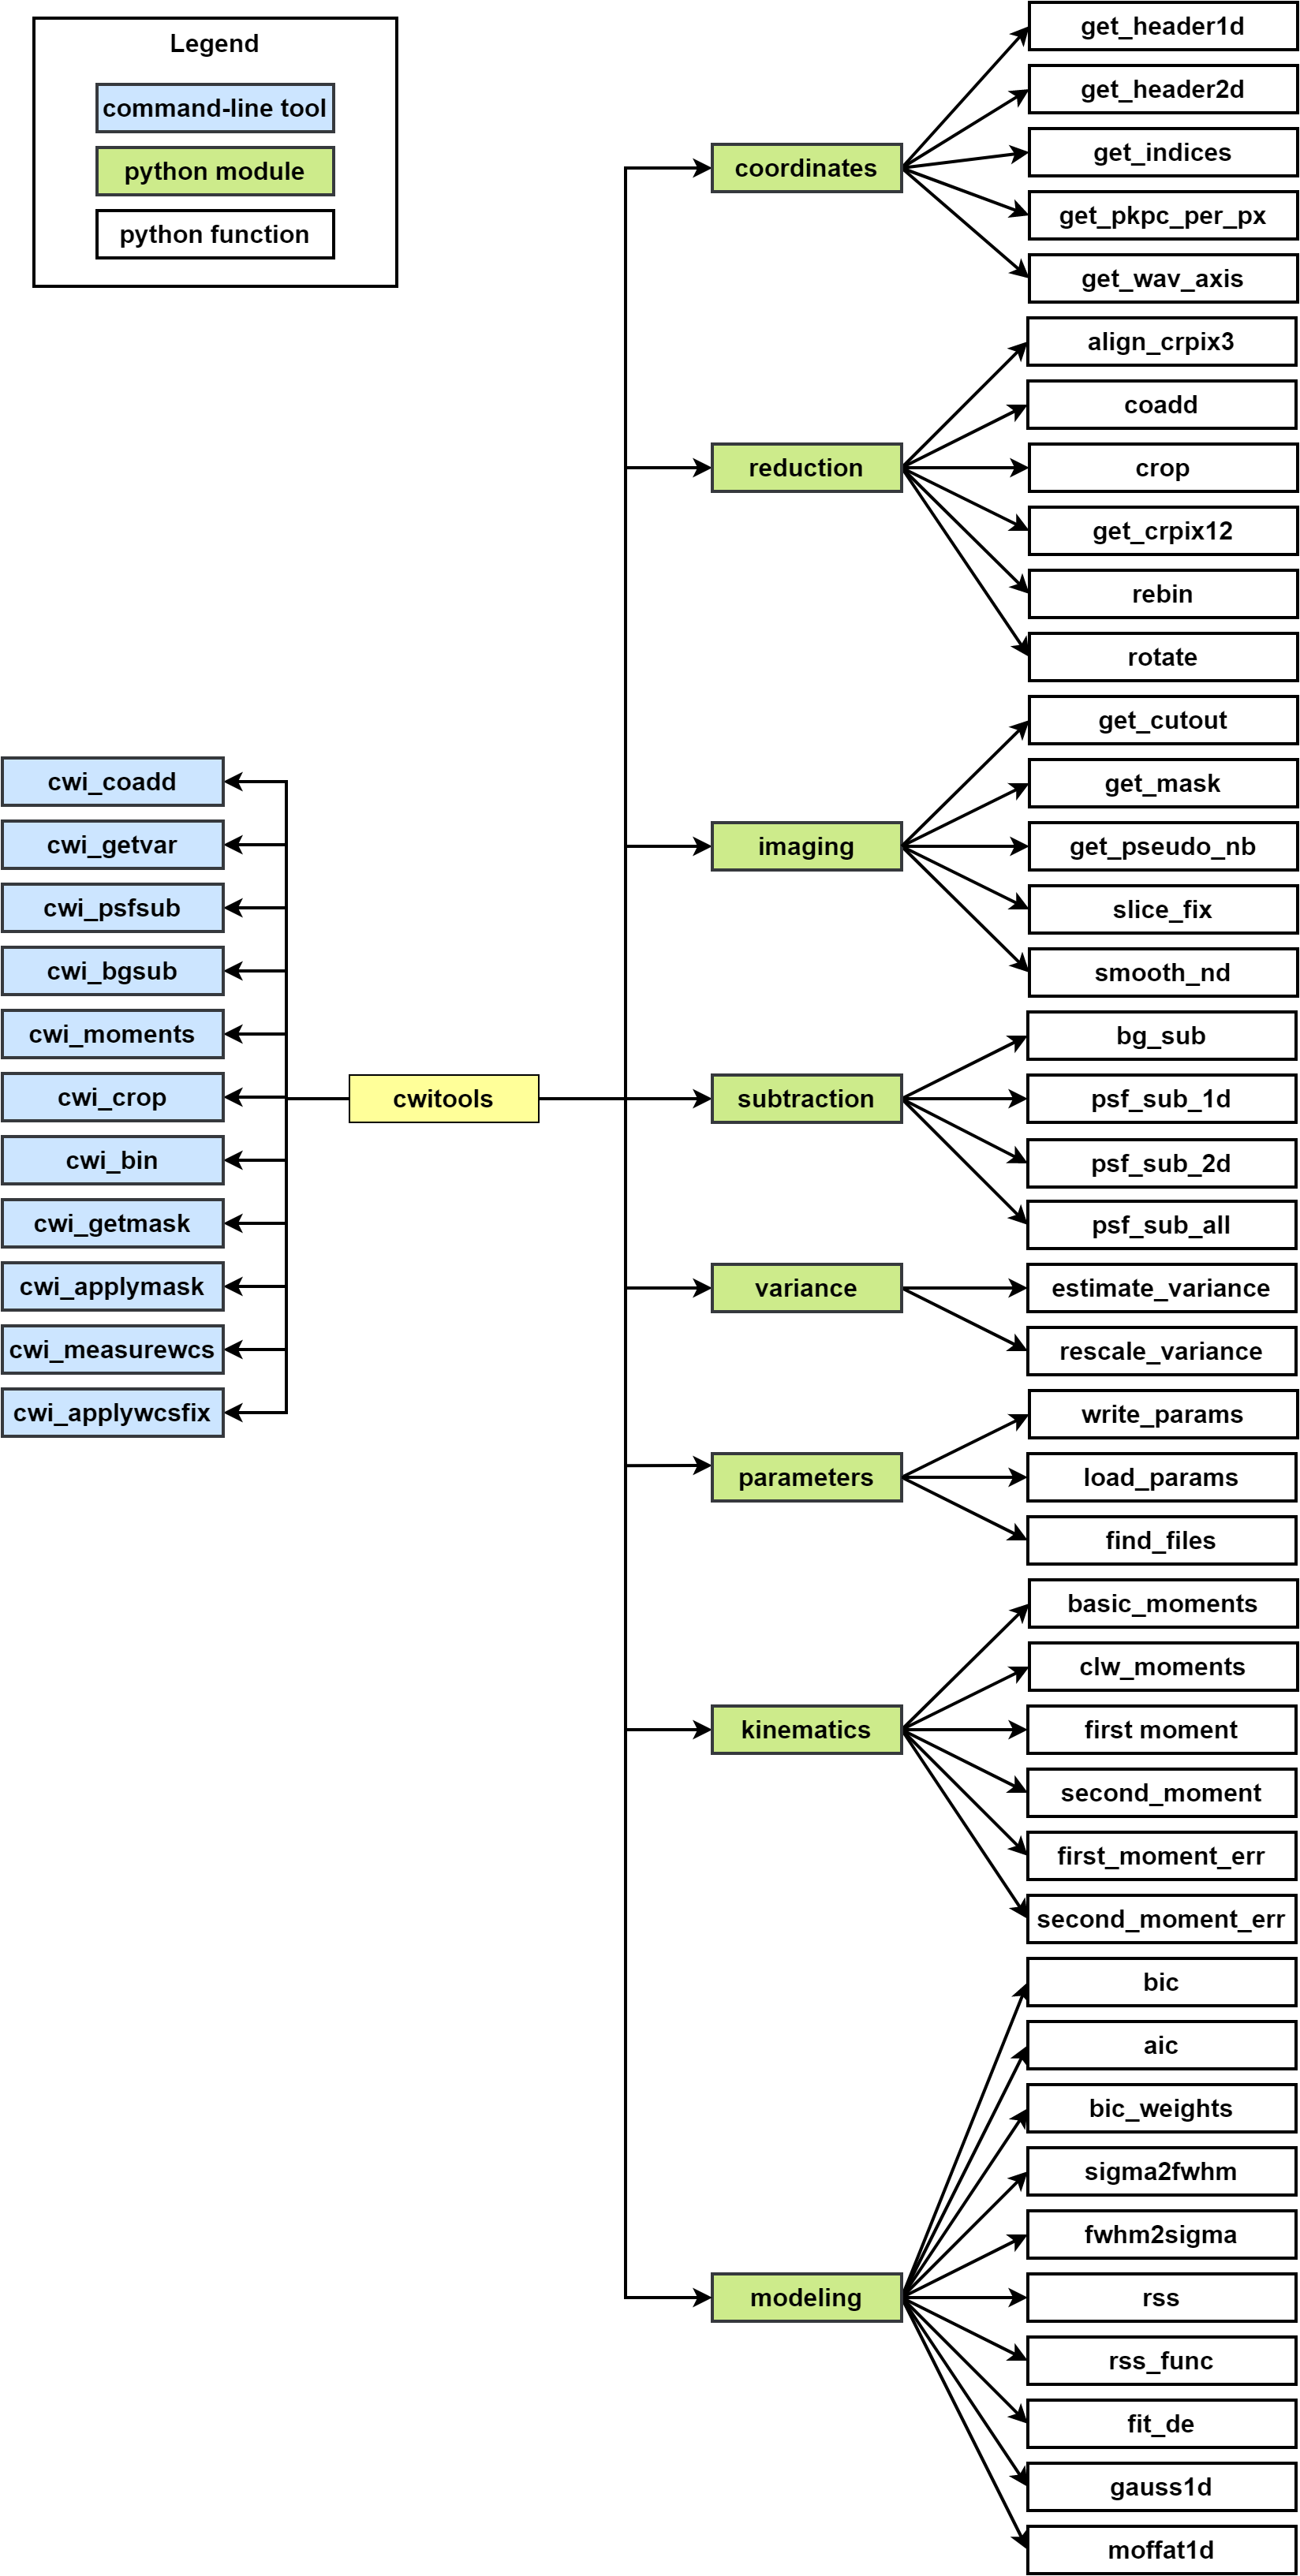 Legend
command-line tool
python module
python function
cwi_coadd
cwi_getvar
cwi_psfsub
cwi_bgsub
cwi_moments
cwi_crop
cwi_bin
cwi_getmask
cwi_applymask
cwi_measurewcs
cwi_applywcsfix
cwitools
coordinates
get_header1d
get_header2d
get_indices
get_pkpc_per_px
get_wav_axis
reduction
align_crpix3
coadd
crop
get_crpix12
rebin
rotate
imaging
get_cutout
get_mask
get_pseudo_nb
slice_fix
smooth_nd
subtraction
bg_sub
psf_sub_1d
psf_sub_2d
psf_sub_all
variance
estimate_variance
rescale_variance
parameters
write_params
load_params
find_files
kinematics
basic_moments
clw_moments
first moment
second_moment
first_moment_err
second_moment_err
modeling
bic
aic
bic_weights
sigma2fwhm
fwhm2sigma
rss
rss_func
fit_de
gauss1d
moffat1d